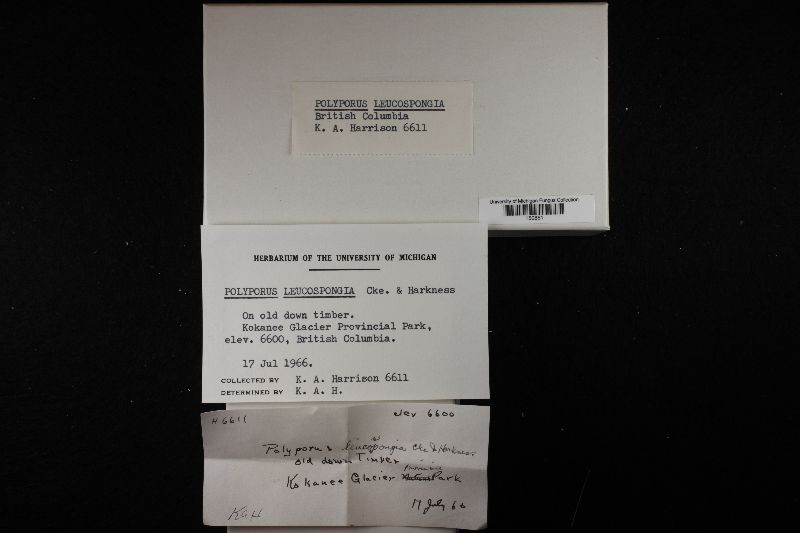 POLYPORUS LEUCOSPONGIA
British Columbia
K. A. Harrison 6611
University of Michigan Fungus Collection
HERBARIUM OF THE UNIVERSITY OF MICHIGAN
POLYPORUS LEUCOSPONGIA Cke. & Harkness
On old down timber.
Kokanee Glacier Provincial Park,
elev. 6600, British Columbia.
17 Jul 1966.
COLLECTED BY K. A. Harrison 6611
DETERMINED BY K. A. H.
H 6611
elev 6600
Polyporus leucospongia Cke & Harkness
old down Timber
Provincial
Kokanee Glacier National Park
17 July 66
KAH